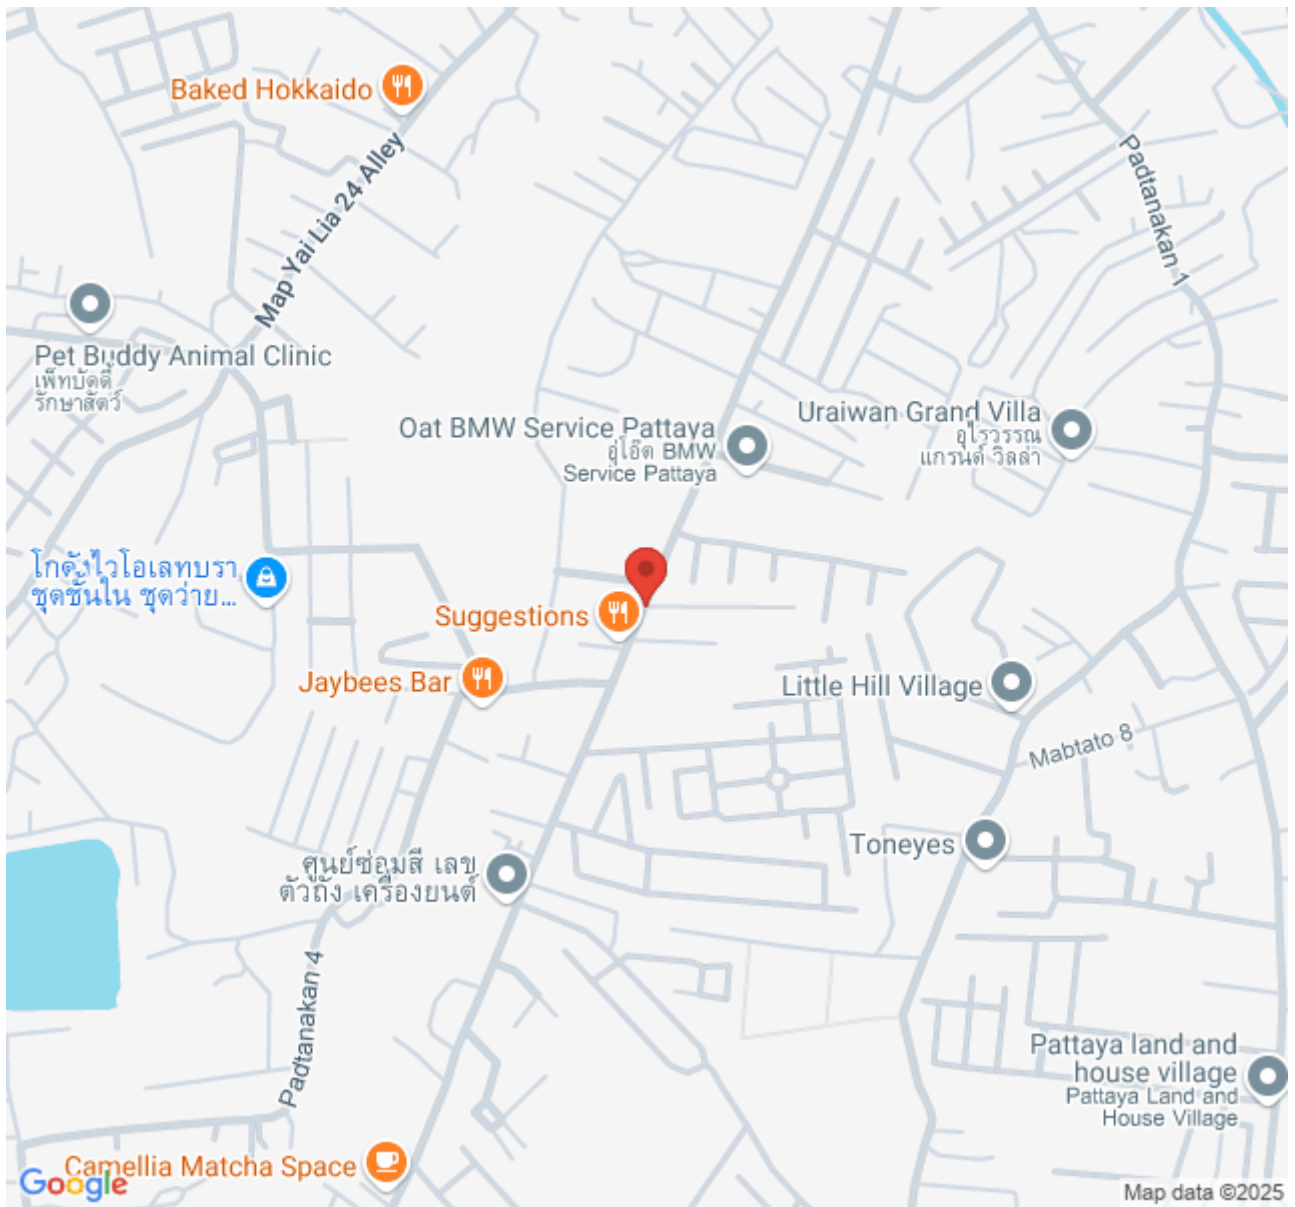 Baked Hokkaido
Map Yai Lia 24 Alley
Padtanakan 1
Pet Buddy Animal Clinic
เพ็ทบัดดี้
รักษาสัตว์
Oat BMW Service Pattaya
อู่โอ๊ต BMW
Service Pattaya
Uraiwan Grand Villa
อุไรวรรณ
แกรนด์ วิลล่า
โกดังไวโอเลทบรา
ชุดชั้นใน ชุดว่าย...
Suggestions
Jaybees Bar
Little Hill Village
Mabtato 8
Toneyes
ศูนย์ซ่อมสี เลข
ตัวถัง เครื่องยนต์
Padtanakan 4
Pattaya land and
house village
Pattaya Land and
House Village
Camellia Matcha Space
Google
Map data ©2025